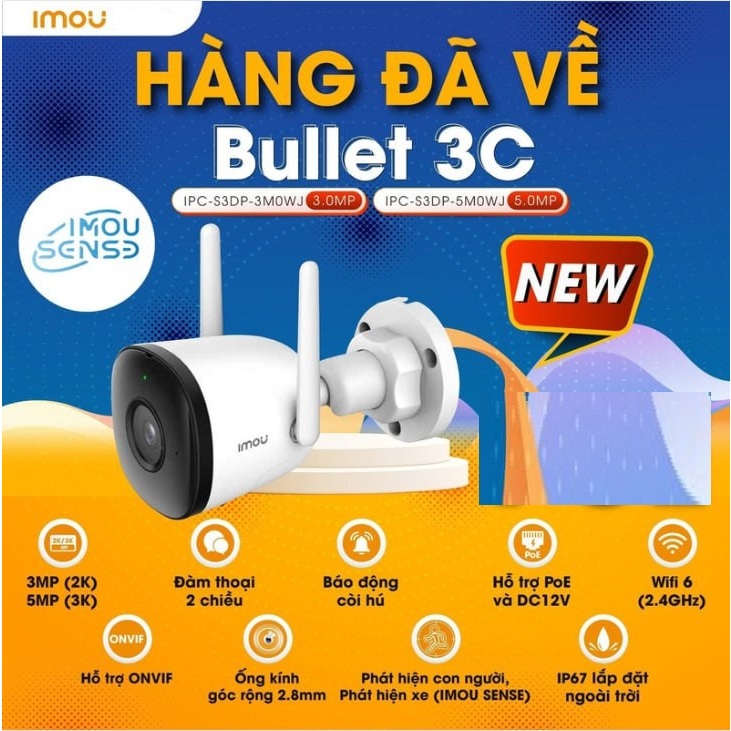 imou
HÀNG ĐÃ VỀ
Bullet 3C
IPC-S3DP-3M0WJ 3.0MP IPC-S3DP-5M0WJ 5.0MP
IMOU
SENSE
NEW
imou
2K/3K
PoE
3MP (2K)
5MP (3K)
Đàm thoại
2 chiều
Báo động
còi hú
Hỗ trợ PoE
và DC12V
Wifi 6
(2.4GHz)
ONVIF
Hỗ trợ ONVIF
Ống kính
góc rộng 2.8mm
Phát hiện con người,
Phát hiện xe (IMOU SENSE)
IP67 lắp đặt
ngoài trời